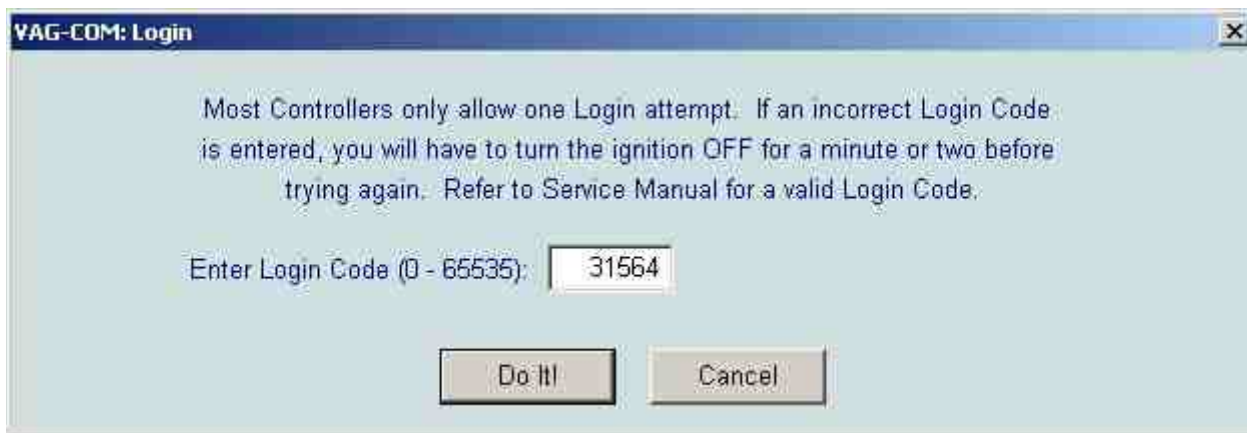 VAG-COM: Login
Most Controllers only allow one Login attempt. If an incorrect Login Code
is entered, you will have to turn the ignition OFF for a minute or two before
trying again. Refer to Service Manual for a valid Login Code.
Enter Login Code (0 - 65535): 31564
Do It! Cancel